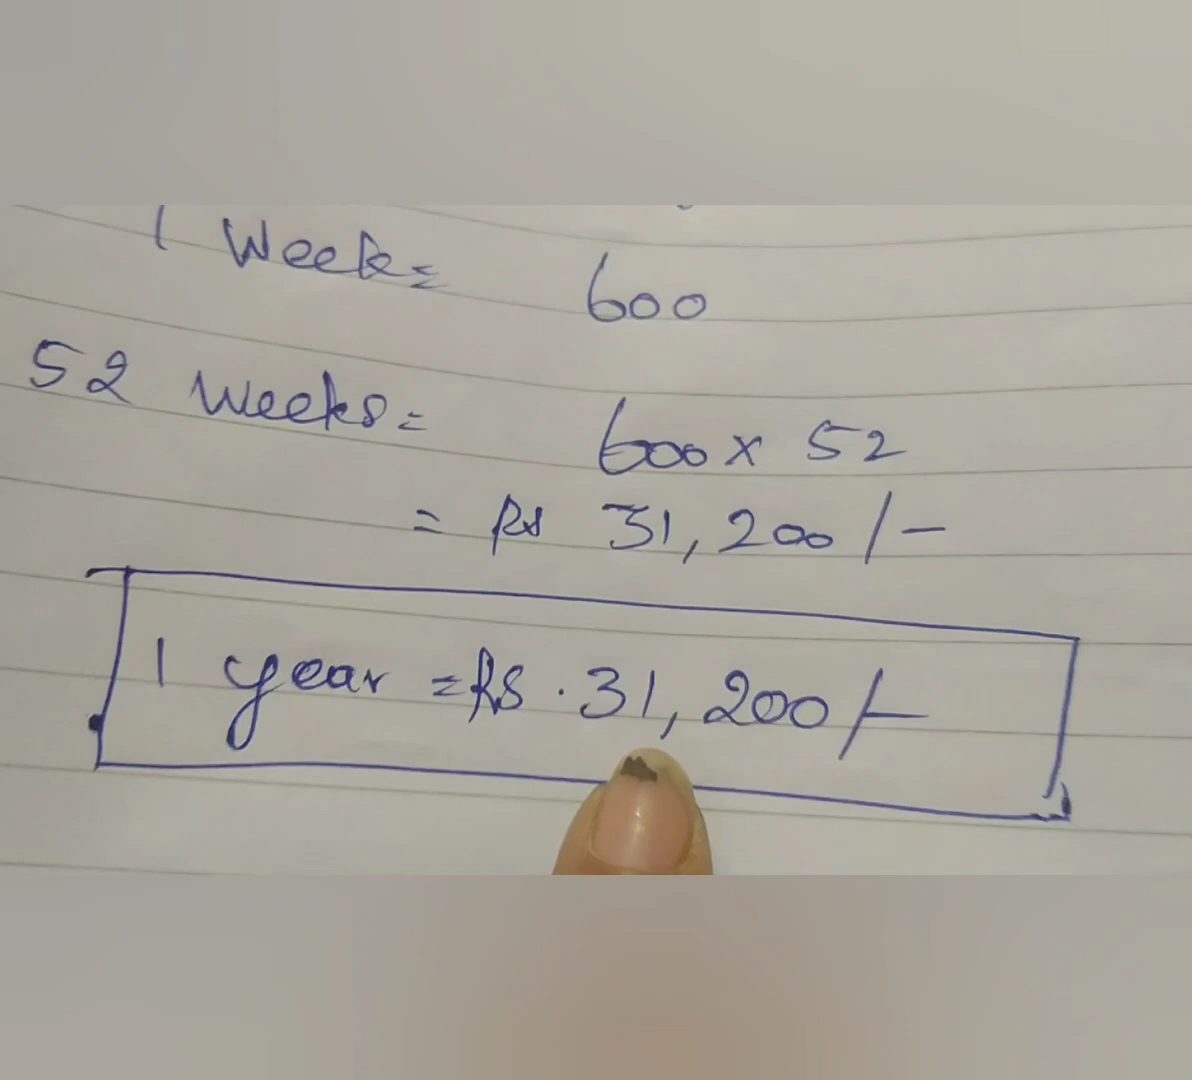 1 Week=
600
52 weeks=
600 x 52
= Rs 31,200/-
1 year = Rs. 31,200/-